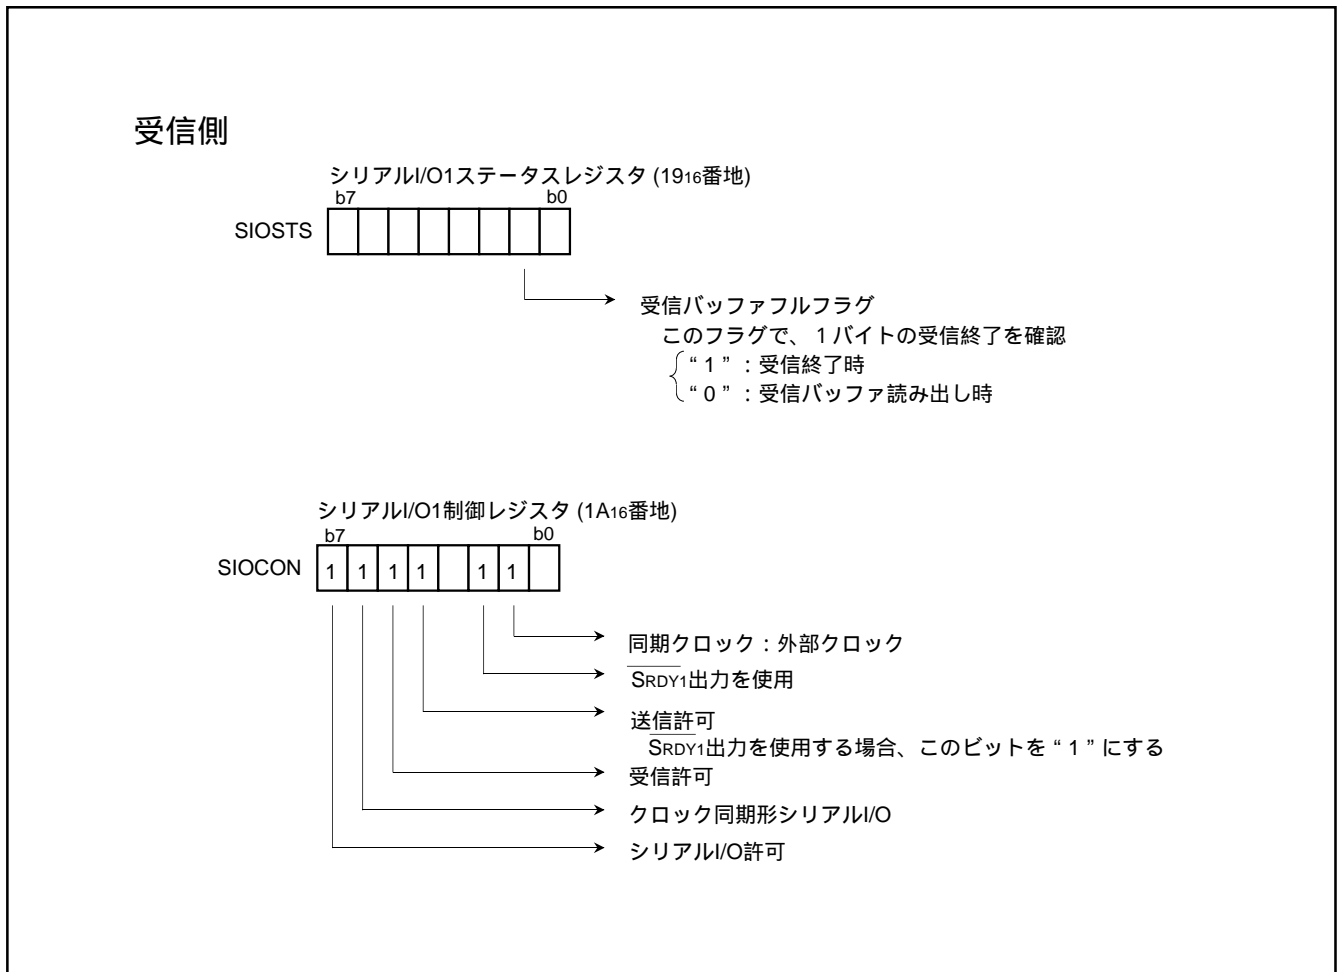 受信側
シリアルI/O1ステータスレジスタ (1916番地)
b7 b0
SIOSTS
受信バッファフルフラグ
このフラグで、1バイトの受信終了を確認
“1”：受信終了時
“0”：受信バッファ読み出し時
シリアルI/O1制御レジスタ (1A16番地)
b7 b0
SIOCON 1 1 1 1 1 1
同期クロック：外部クロック
SRDY1出力を使用
送信許可
SRDY1出力を使用する場合、このビットを“1”にする
受信許可
クロック同期形シリアルI/O
シリアルI/O許可